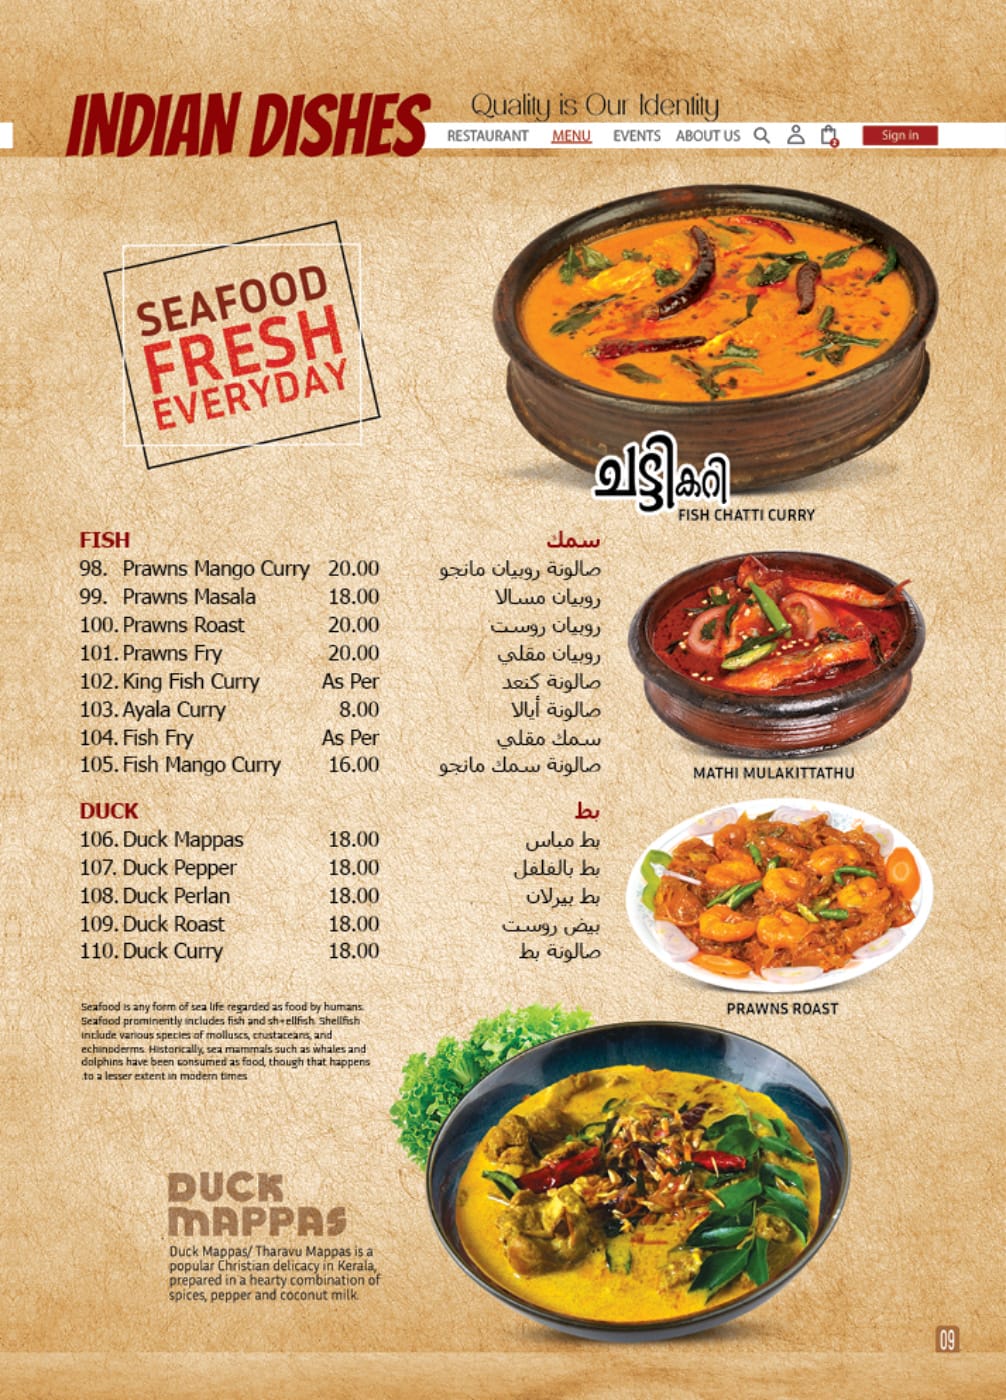 INDIAN DISHES
Quality is Our Identity
RESTAURANT MENU EVENTS ABOUT US 2 Sign in
SEAFOOD
FRESH
EVERYDAY
ചട്ടികറി
FISH CHATTI CURRY
FISH سمك
98. Prawns Mango Curry 20.00 صالونة روبيان مانجو
99. Prawns Masala 18.00 روبيان مسالا
100. Prawns Roast 20.00 روبيان روست
101. Prawns Fry 20.00 روبيان مقلي
102. King Fish Curry As Per صالونة كنعد
103. Ayala Curry 8.00 صالونة أيالا
104. Fish Fry As Per سمك مقلي
105. Fish Mango Curry 16.00 صالونة سمك مانجو
MATHI MULAKITTATHU
DUCK بط
106. Duck Mappas 18.00 بط مباس
107. Duck Pepper 18.00 بط بالفلفل
108. Duck Perlan 18.00 بط بيرلان
109. Duck Roast 18.00 بيض روست
110. Duck Curry 18.00 صالونة بط
PRAWNS ROAST
Seafood is any form of sea life regarded as food by humans.
Seafood prominently includes fish and sh+ellfish. Shellfish
include various species of molluscs, crustaceans, and
echinoderms. Historically, sea mammals such as whales and
dolphins have been consumed as food, though that happens
.to a lesser extent in modern times
DUCK
MAPPAS
Duck Mappas/ Tharavu Mappas is a
popular Christian delicacy in Kerala,
prepared in a hearty combination of
spices, pepper and coconut milk.
09